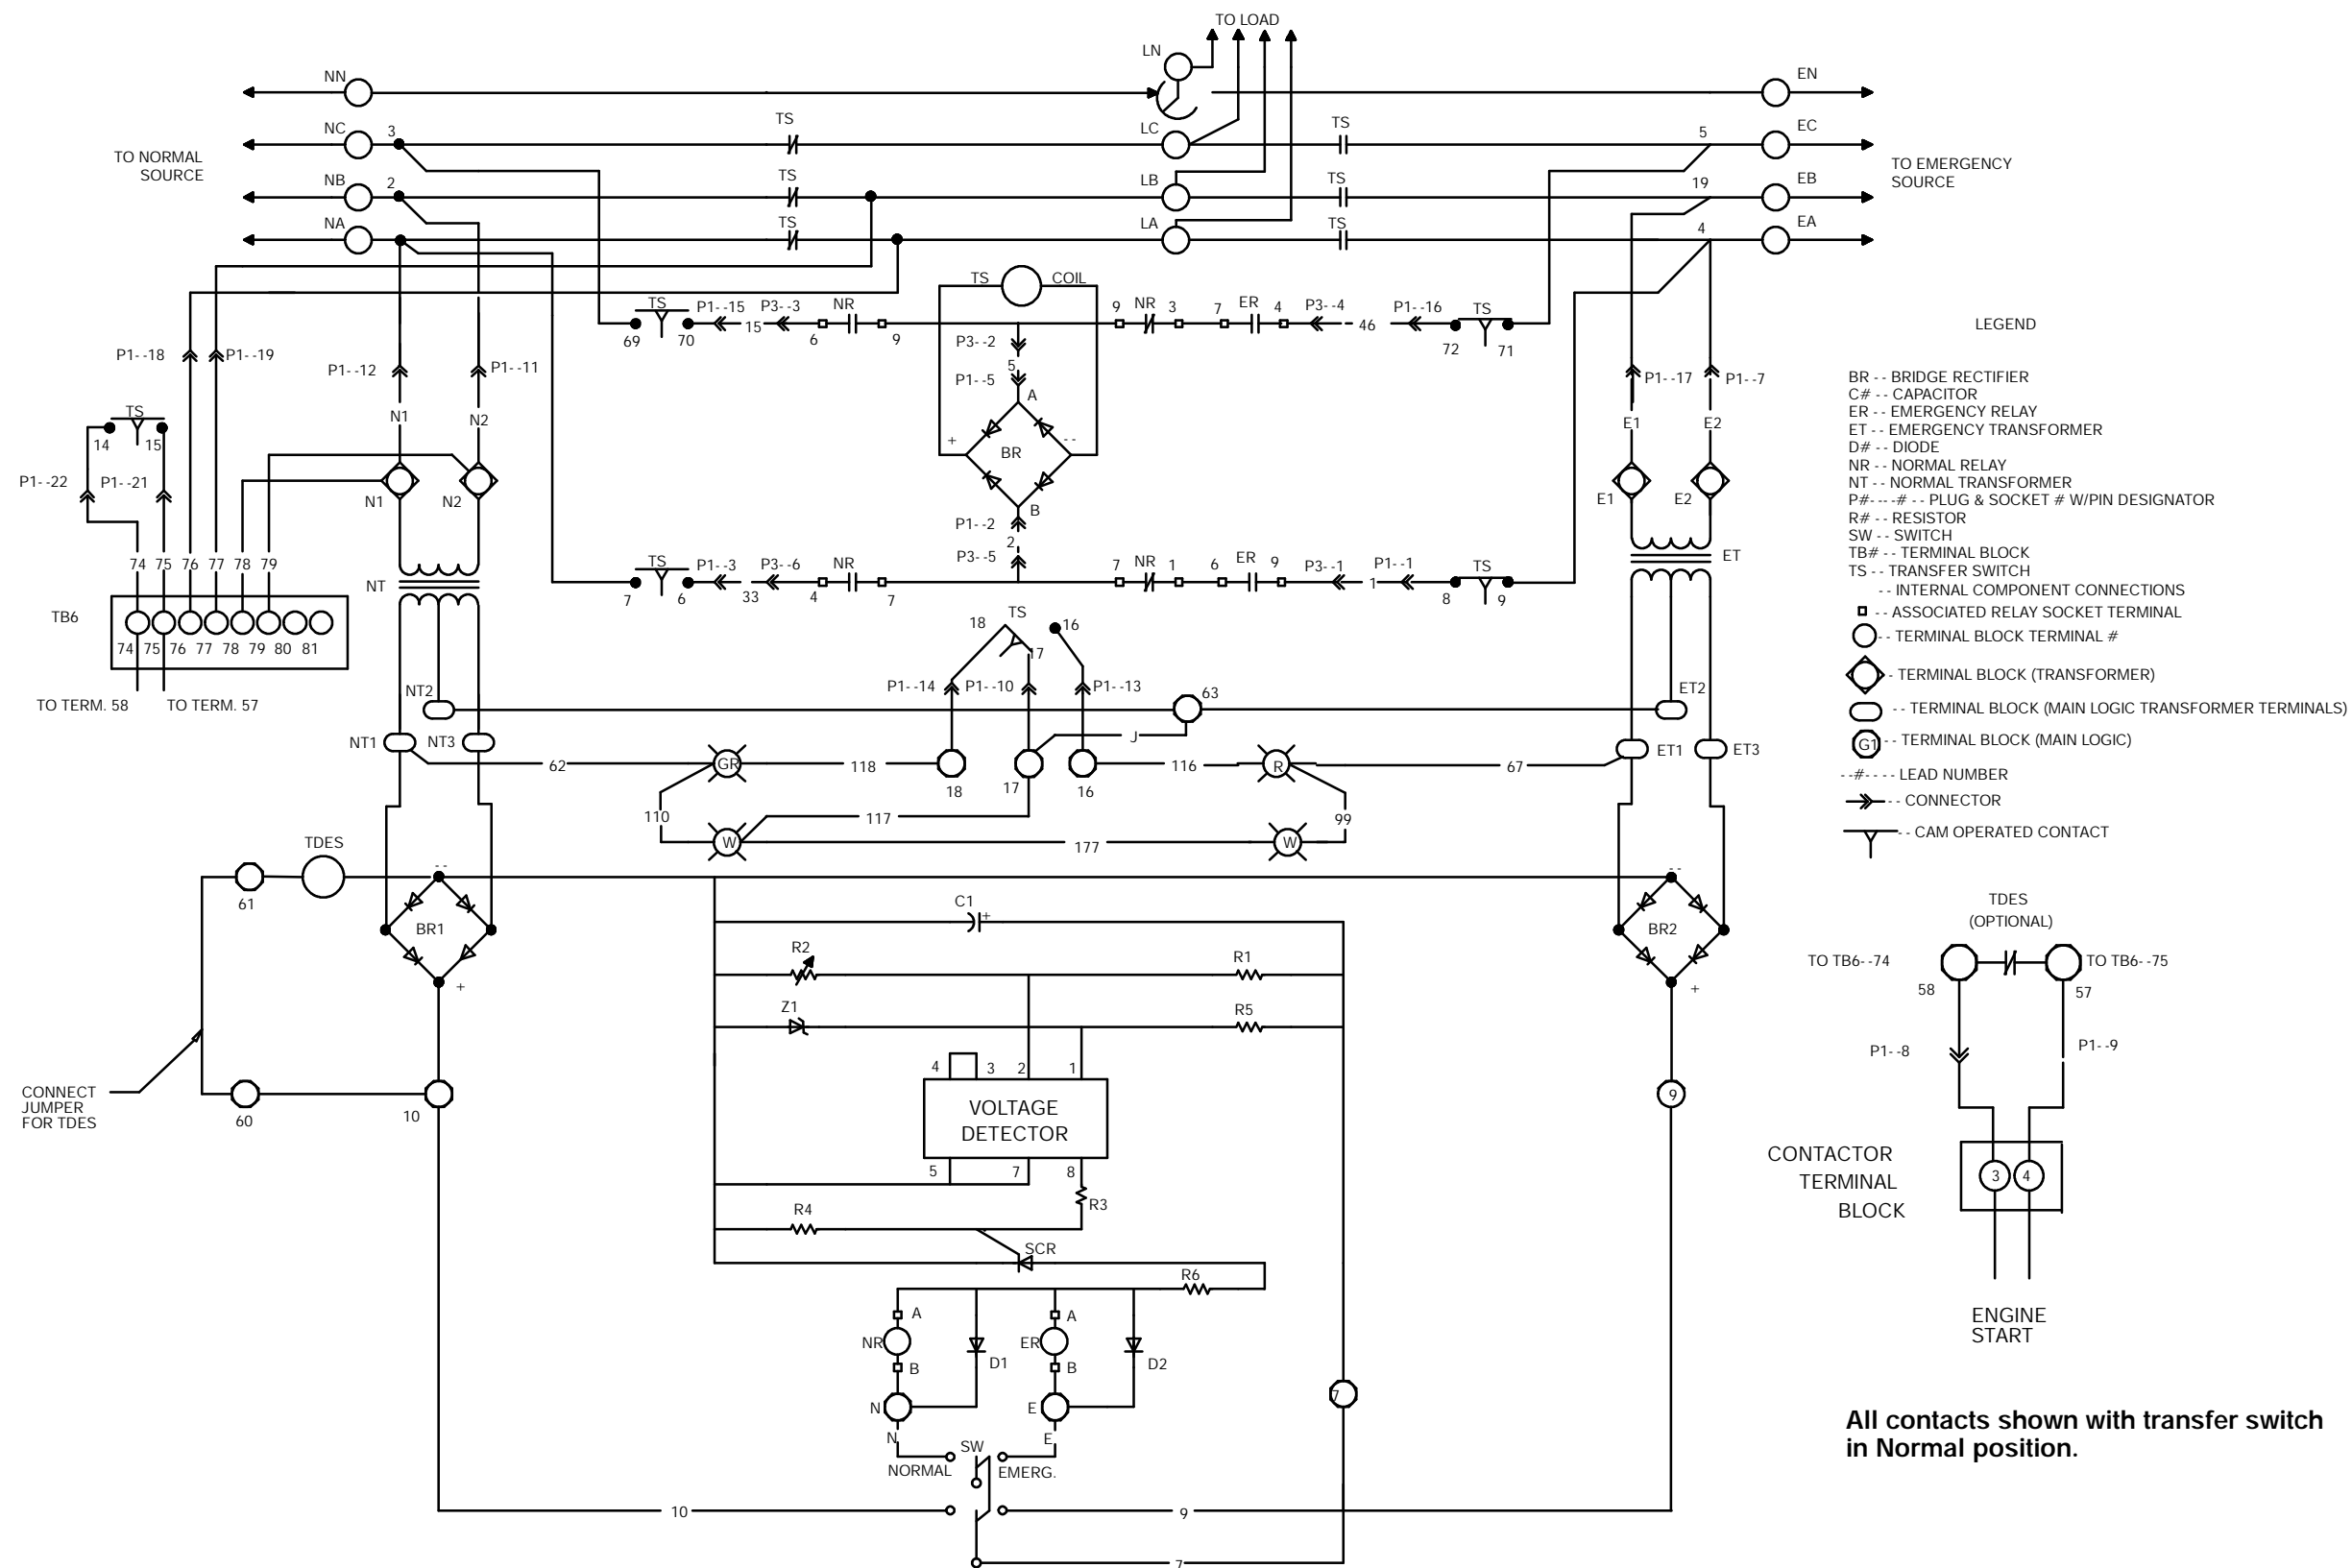 TO LOAD
LN
NN
EN
NC 3 TS LC TS 5 EC
TO NORMAL
SOURCE
TO EMERGENCY
SOURCE
NB 2 TS LB TS 19 EB
NA TS LA TS 4 EA
TS COIL
TS P1--15 P3--3 NR 9 NR 3 7 ER 4 P3--4 P1--16 TS
15 46
69 70 6 9 72 71
P3--2
5
P1--5
A
+ --
BR
B
P1--2
2
P3--5
P1--18 P1--19
P1--12 P1--11
P1--17 P1--7
N1 N2
E1 E2
TS
14 15
P1--22 P1--21
N1 N2
E1 E2
74 75 76 77 78 79
NT
ET
TB6
74 75 76 77 78 79 80 81
TO TERM. 58 TO TERM. 57
TS P1--3 P3--6 NR 7 NR 1 6 ER 9 P3--1 P1--1 TS
1
7 6 33 4 7 8 9
18 TS 16
17
P1--14 P1--10 P1--13
NT2 63 ET2
NT1 NT3 J ET1 ET3
62 GR 118 116 R 67
18 17 16
110 117 99
W 177 W
LEGEND
BR -- BRIDGE RECTIFIER
C# -- CAPACITOR
ER -- EMERGENCY RELAY
ET -- EMERGENCY TRANSFORMER
D# -- DIODE
NR -- NORMAL RELAY
NT -- NORMAL TRANSFORMER
P#----# -- PLUG & SOCKET # W/PIN DESIGNATOR
R# -- RESISTOR
SW -- SWITCH
TB# -- TERMINAL BLOCK
TS -- TRANSFER SWITCH
-- INTERNAL COMPONENT CONNECTIONS
-- ASSOCIATED RELAY SOCKET TERMINAL
-- TERMINAL BLOCK TERMINAL #
- TERMINAL BLOCK (TRANSFORMER)
-- TERMINAL BLOCK (MAIN LOGIC TRANSFORMER TERMINALS)
G1 -- TERMINAL BLOCK (MAIN LOGIC)
--#---- LEAD NUMBER
-- CONNECTOR
-- CAM OPERATED CONTACT
TDES
61
--
BR1
+
--
BR2
+
C1 +
R2 R1
Z1 R5
4 3 2 1
VOLTAGE
DETECTOR
5 7 8
R3
R4
SCR
R6
CONNECT
JUMPER
FOR TDES
60 10 9
TDES
(OPTIONAL)
TO TB6--74 TO TB6--75
58 57
P1--8 P1--9
CONTACTOR
TERMINAL
BLOCK
3 4
ENGINE
START
A A
NR ER
B D1 B D2
N E 7
N E
SW
NORMAL EMERG.
10 9
7
All contacts shown with transfer switch
in Normal position.